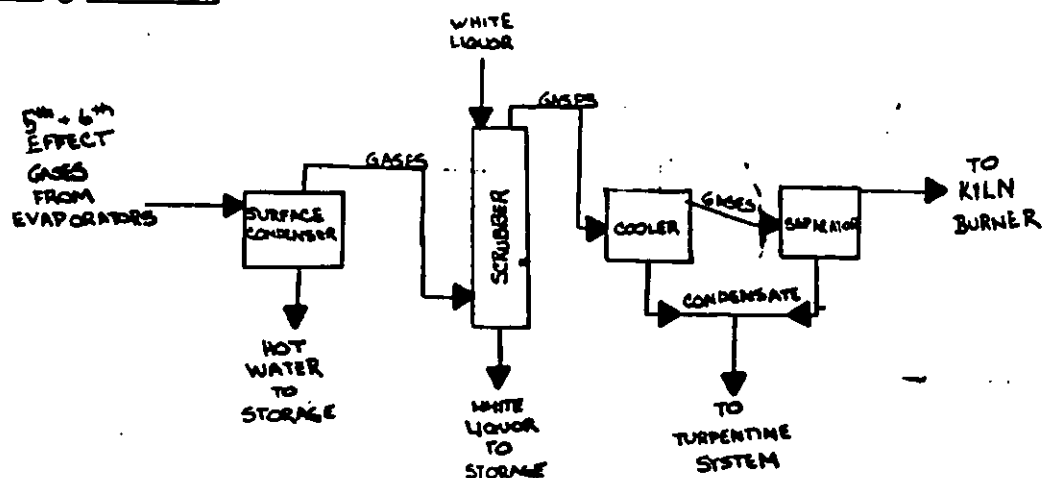 WHITE
LIQUOR
5th + 6th
EFFECT
GASES
FROM
EVAPORATORS
GASES
SURFACE
CONDENSER
HOT
WATER
TO
STORAGE
SCRUBBER
WHITE
LIQUOR
TO
STORAGE
GASES
COOLER
GASES
SEPARATOR
CONDENSATE
TO
TURPENTINE
SYSTEM
TO
KILN
BURNER